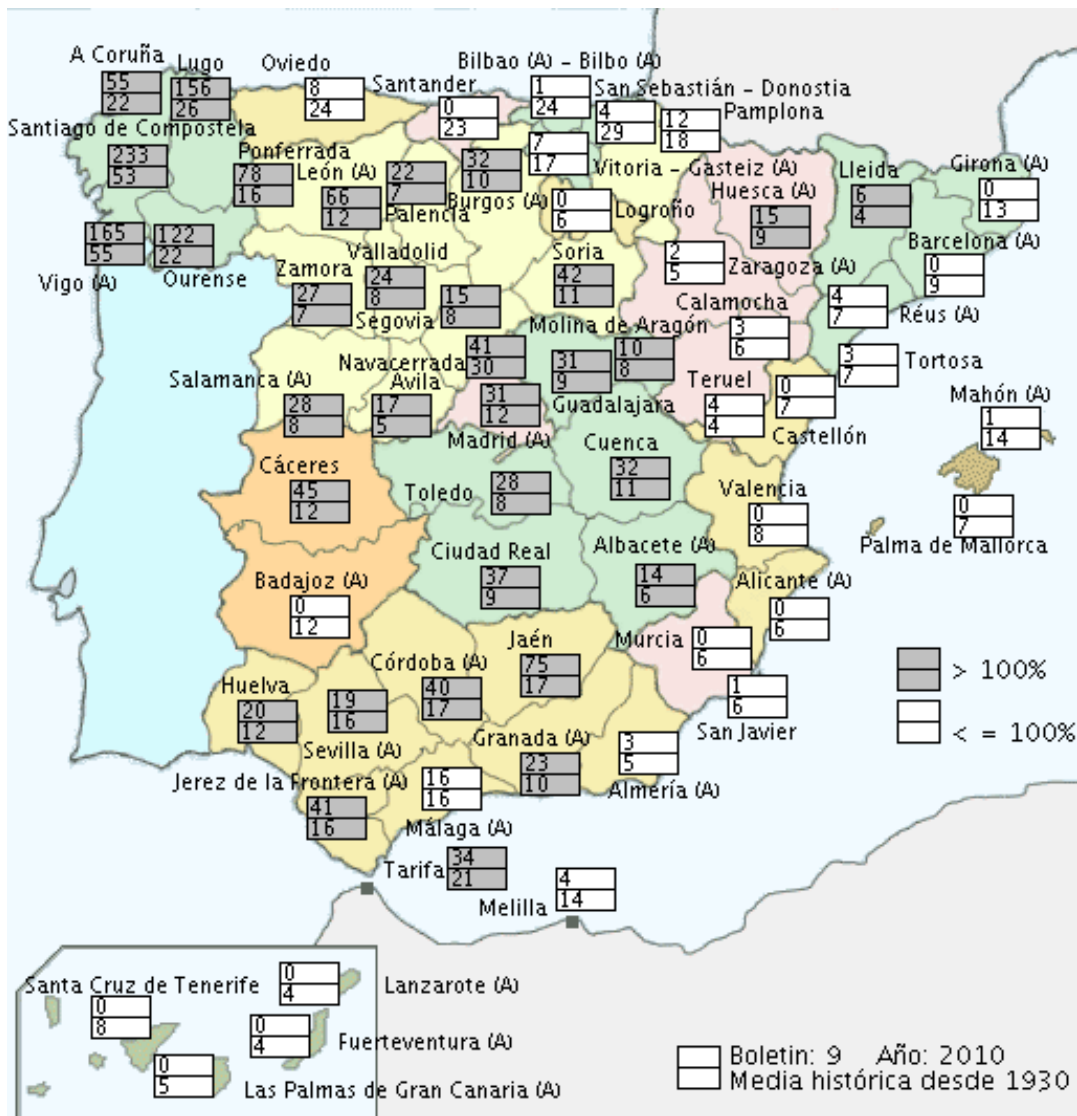 A Coruña
55
22
Lugo
156
26
Oviedo
8
24
Santander
0
23
Bilbao (A) - Bilbo (A)
1
24
San Sebastián - Donostia
4
29
Pamplona
12
18
Santiago de Compostela
233
53
Ponferrada
78
16
León (A)
66
12
22
7
Palencia
32
10
Burgos (A)
7
17
Vitoria - Gasteiz (A)
0
6
Logroño
Huesca (A)
15
9
Lleida
6
4
Girona (A)
0
13
165
55
Vigo (A)
122
22
Ourense
Zamora
27
7
Valladolid
24
8
15
8
Segovia
Soria
42
11
2
5
Zaragoza (A)
Barcelona (A)
0
9
4
7
Réus (A)
Calamocha
3
6
Molina de Aragón
10
8
Navacerrada
41
30
31
9
Guadalajara
3
7
Tortosa
Salamanca (A)
28
8
Avila
17
5
31
12
Madrid (A)
Teruel
4
4
0
7
Castellón
Mahón (A)
1
14
Cáceres
45
12
Toledo
28
8
Cuenca
32
11
Valencia
0
8
0
7
Palma de Mallorca
Badajoz (A)
0
12
Ciudad Real
37
9
Albacete (A)
14
6
Alicante (A)
0
6
Murcia
0
6
1
6
San Javier
Huelva
20
12
19
16
Sevilla (A)
Córdoba (A)
40
17
Jaén
75
17
Granada (A)
23
10
3
5
Almería (A)
Jerez de la Frontera (A)
41
16
16
16
Málaga (A)
Tarifa
34
21
Melilla
4
14
> 100%
< = 100%
Santa Cruz de Tenerife
0
8
0
4
Lanzarote (A)
0
4
Fuerteventura (A)
0
5
Las Palmas de Gran Canaria (A)
Boletin: 9 Año: 2010
Media histórica desde 1930